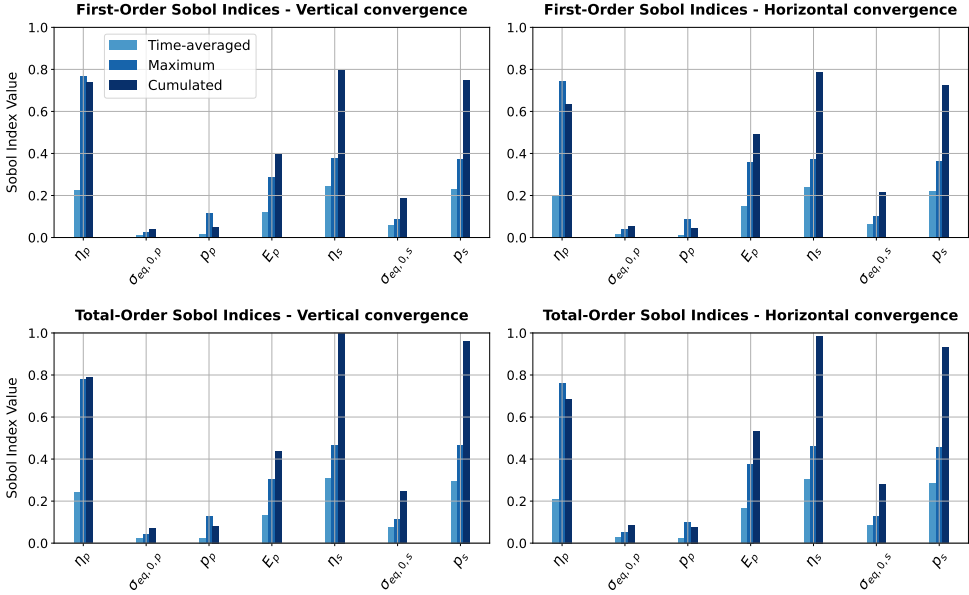 First-Order Sobol Indices - Vertical convergence
1.0
0.8
0.6
0.4
0.2
0.0
Sobol Index Value
Time-averaged
Maximum
Cumulated
ηp
σeq,0,p
pp
Ep
ηs
σeq,0,s
ps
First-Order Sobol Indices - Horizontal convergence
1.0
0.8
0.6
0.4
0.2
0.0
ηp
σeq,0,p
pp
Ep
ηs
σeq,0,s
ps
Total-Order Sobol Indices - Vertical convergence
1.0
0.8
0.6
0.4
0.2
0.0
Sobol Index Value
ηp
σeq,0,p
pp
Ep
ηs
σeq,0,s
ps
Total-Order Sobol Indices - Horizontal convergence
1.0
0.8
0.6
0.4
0.2
0.0
ηp
σeq,0,p
pp
Ep
ηs
σeq,0,s
ps